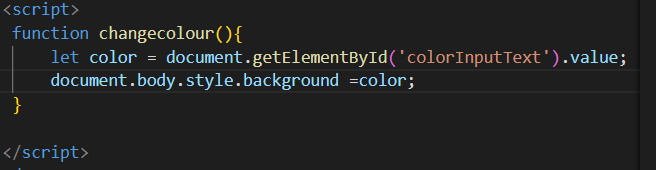 <script>
function changecolour(){
let color = document.getElementById('colorInputText').value;
document.body.style.background =color;
}
</script>